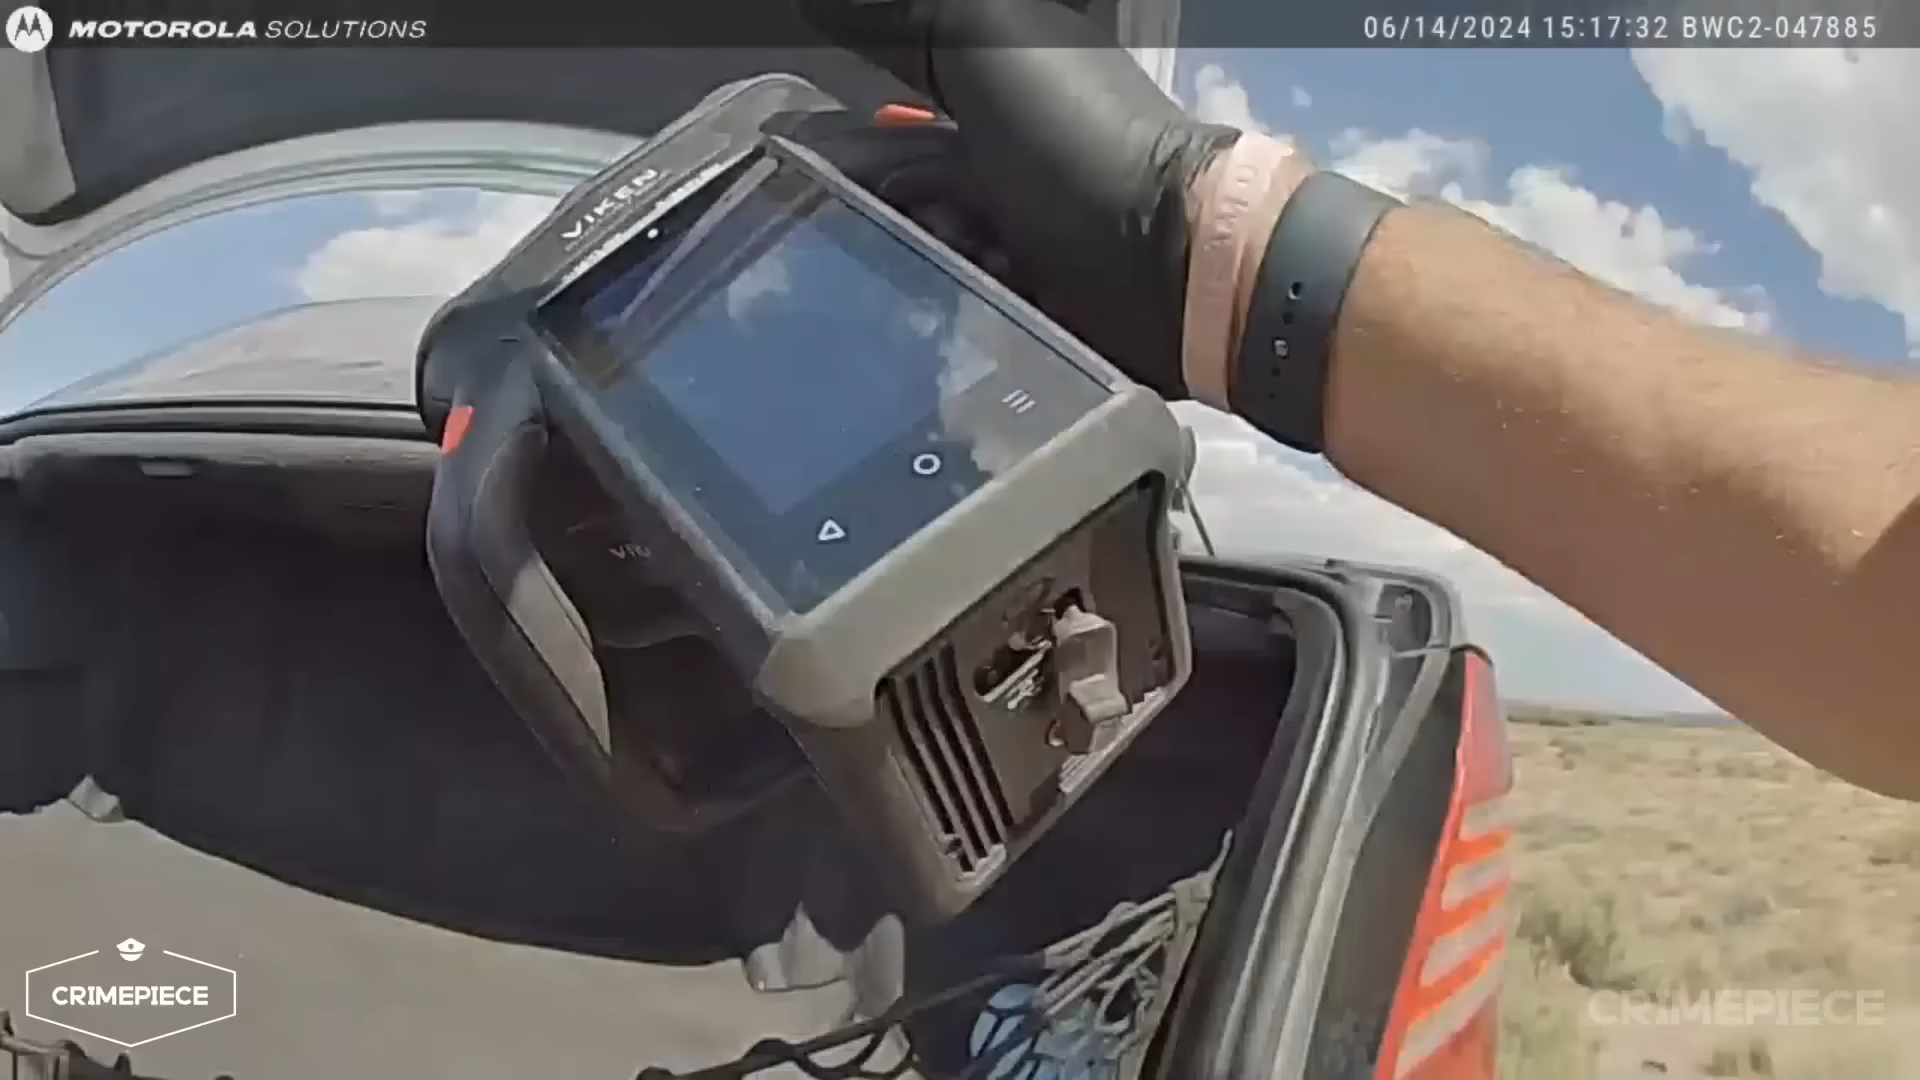 MOTOROLA SOLUTIONS
06/14/2024 15:17:32 BWC2-047885
VIKEN
CRIMEPIECE
CRIMEPIECE